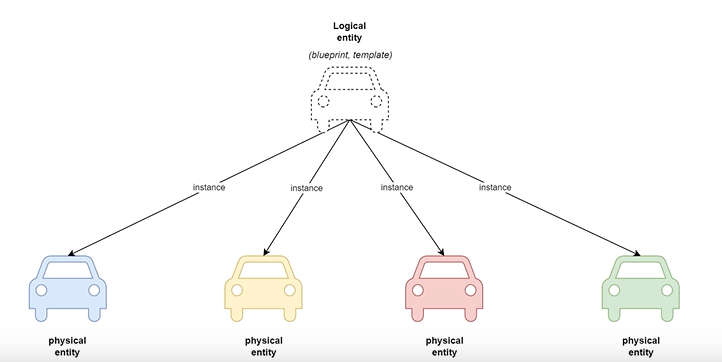 Logical
entity
(blueprint, template)
instance
instance
instance
instance
physical
entity
physical
entity
physical
entity
physical
entity